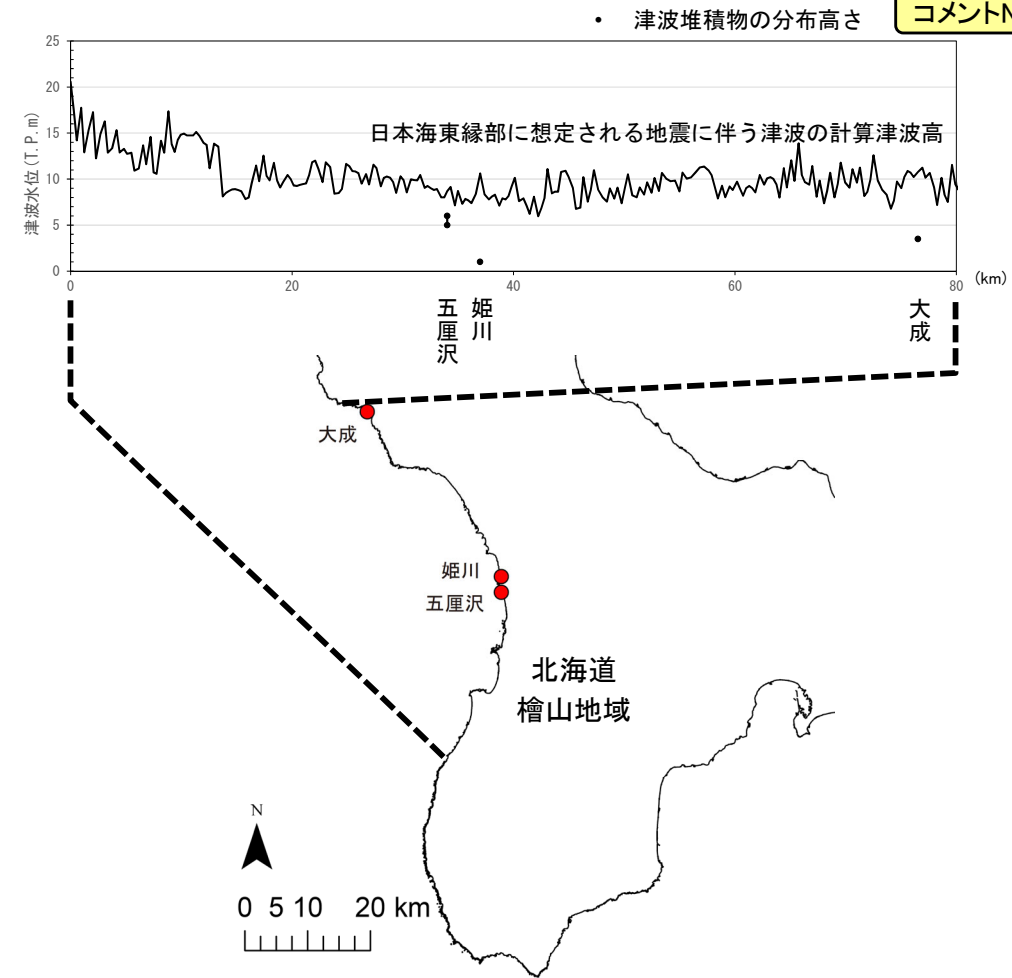 ・ 津波堆積物の分布高さ
コメントN
津波水位(T.P.m)
25
20
15
10
5
0
日本海東縁部に想定される地震に伴う津波の計算津波高
0
20
40
60
80
(km)
五厘沢
姫川
大成
大成
姫川
五厘沢
北海道
檜山地域
N
0 5 10 20 km